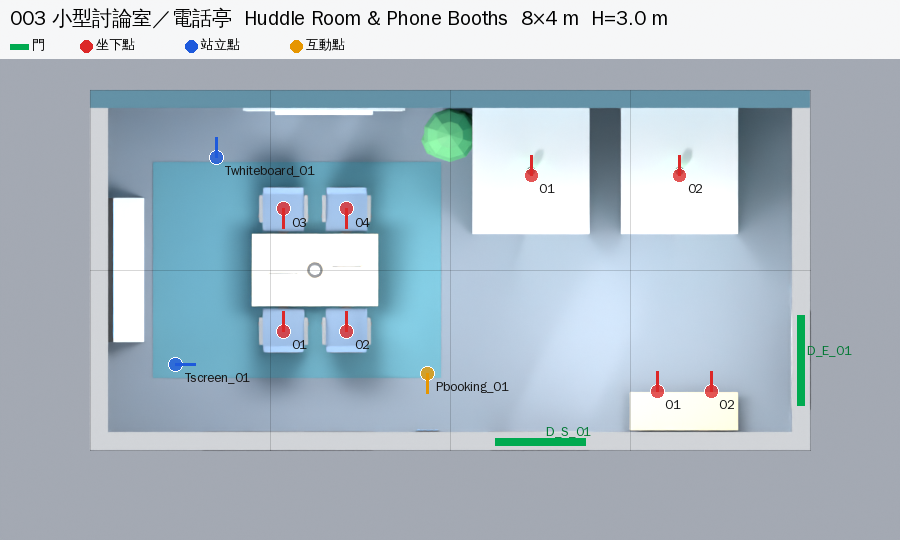 003 小型討論室／電話亭 Huddle Room & Phone Booths 8×4 m H=3.0 m
門 坐下點 站立點 互動點
Twhiteboard_01
01 02
03 04
01 02
Tscreen_01
Pbooking_01
D_E_01
01 02
D_S_01